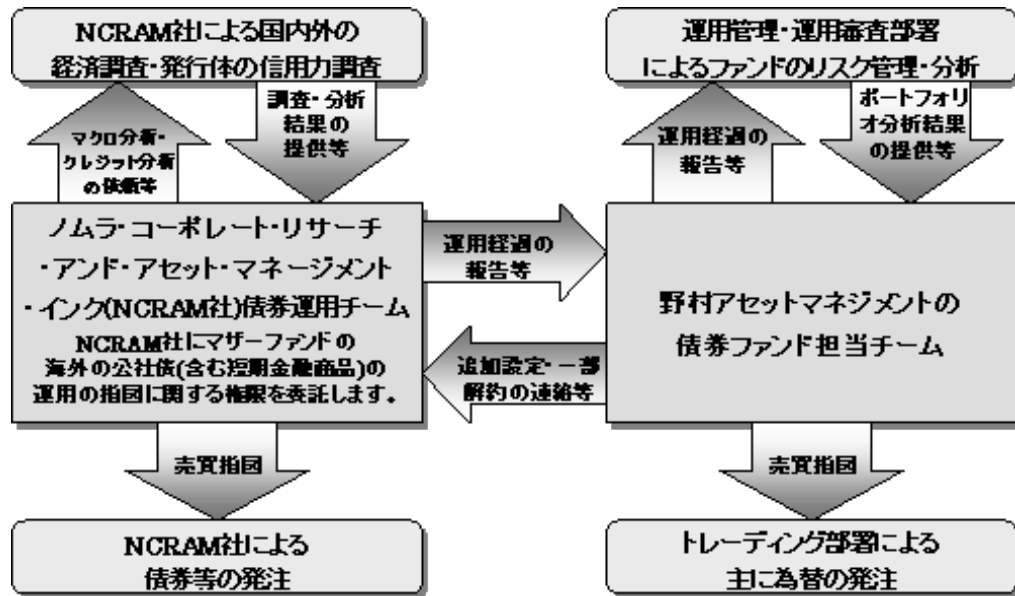 NCRAM社による国内外の
経済調査・発行体の信用力調査
運用管理・運用審査部署
によるファンドのリスク管理・分析
マクロ分析・
クレジット分析
の依頼等
調査・分析
結果の
提供等
運用経過の
報告等
ポートフォリ
オ分析結果
の提供等
ノムラ・コーポレート・リサーチ
・アンド・アセット・マネージメント
・インク(NCRAM社)債券運用チーム
NCRAM社にマザーファンドの
海外の公社債(含む短期金融商品)の
運用の指図に関する権限を委託します。
運用経過の
報告等
追加設定・一部
解約の連絡等
野村アセットマネジメントの
債券ファンド担当チーム
売買指図
売買指図
NCRAM社による
債券等の発注
トレーディング部署による
主に為替の発注